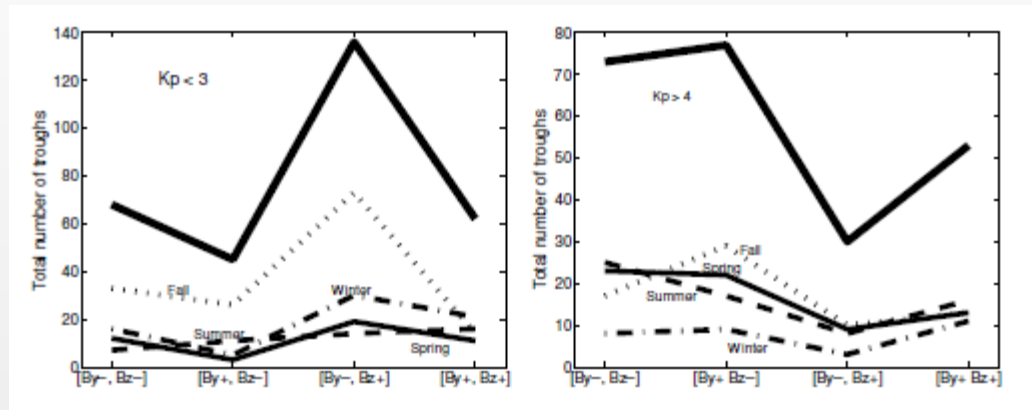 Total number of troughs
140
120
100
80
60
40
20
0
Kp < 3
Fall
Winter
Summer
Spring
[By−, Bz−] [By+, Bz−] [By−, Bz+] [By+, Bz+]
Total number of troughs
80
70
60
50
40
30
20
10
0
Kp > 4
Fall
Spring
Summer
Winter
[By−, Bz−] [By+ Bz−] [By−, Bz+] [By+ Bz+]